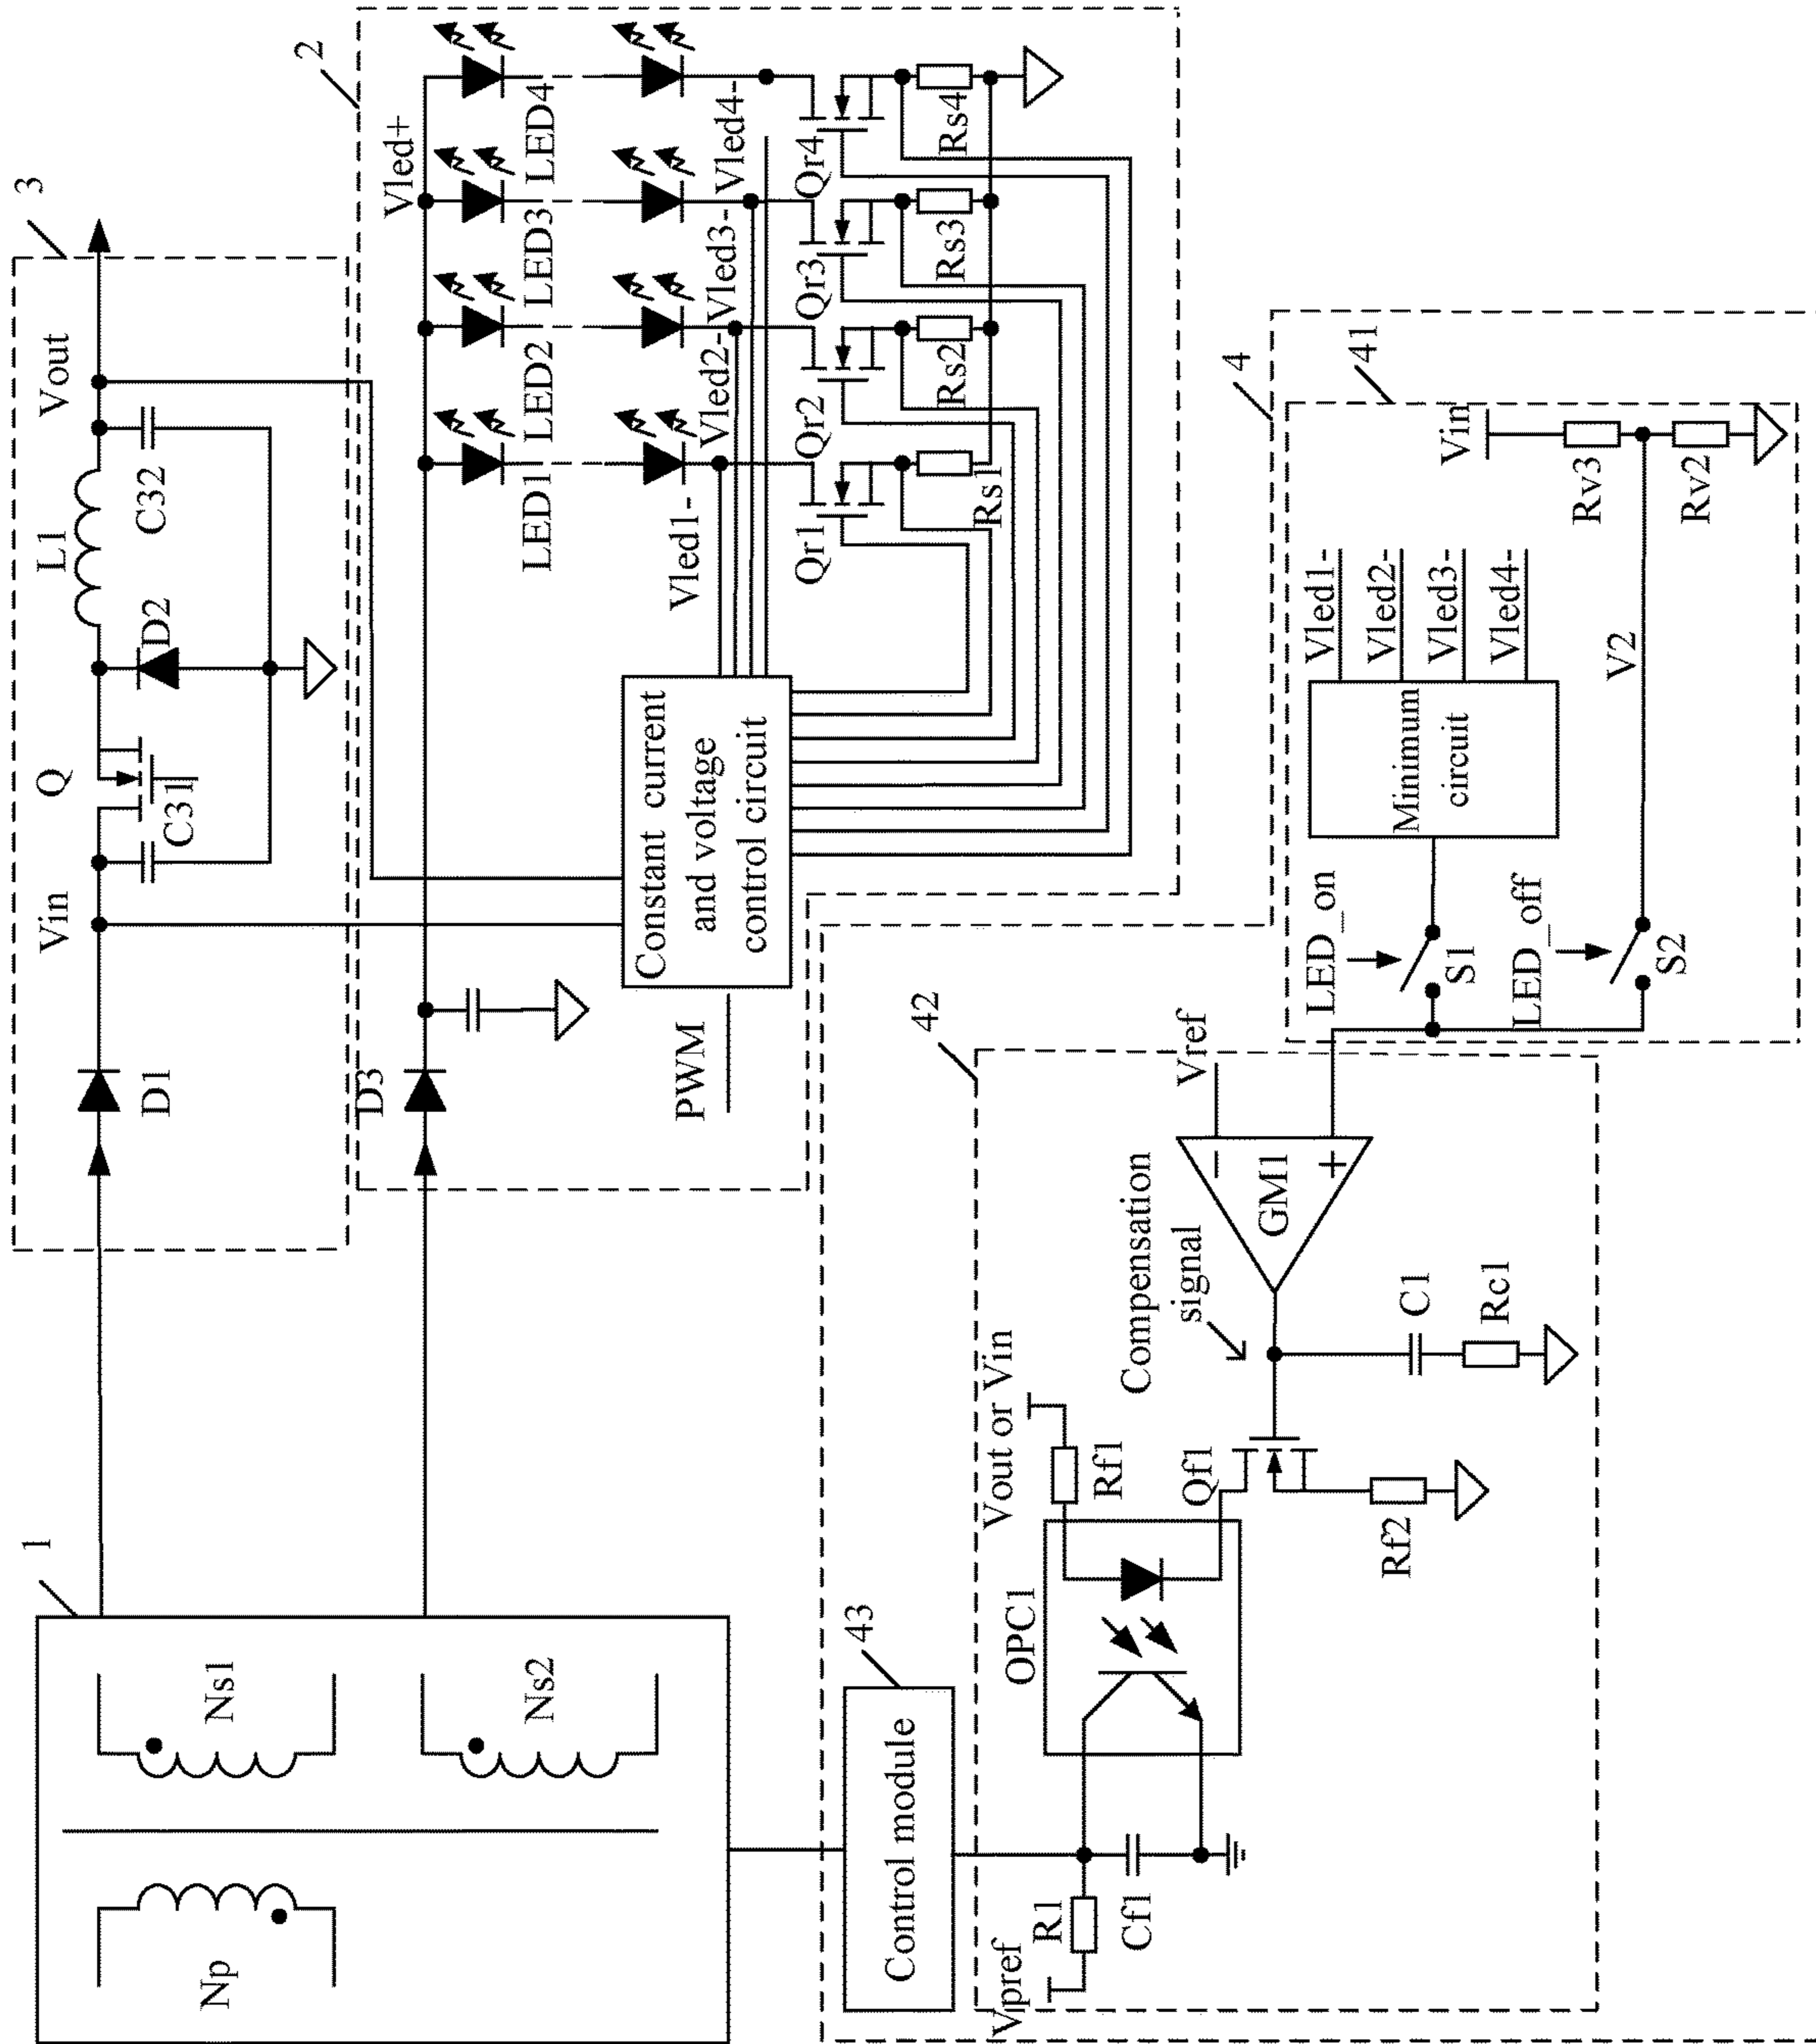 1
Np
Ns1
Ns2
3
D1
Vin
C31
Q
D2
L1
C32
Vout
2
D3
PWM
Constant current
and voltage
control circuit
Vled+
LED1
LED2
LED3
LED4
Vled1-
Vled2-
Vled3-
Vled4-
Qr1
Qr2
Qr3
Qr4
Rs1
Rs2
Rs3
Rs4
4
43
Control module
42
Vpref
R1
Cf1
OPC1
Vout or Vin
Rf1
Qf1
Rf2
Compensation
signal
C1
Rc1
GM1
−
+
Vref
41
LED_on
S1
LED_off
S2
Minimum
circuit
Vled1-
Vled2-
Vled3-
Vled4-
V2
Vin
Rv3
Rv2